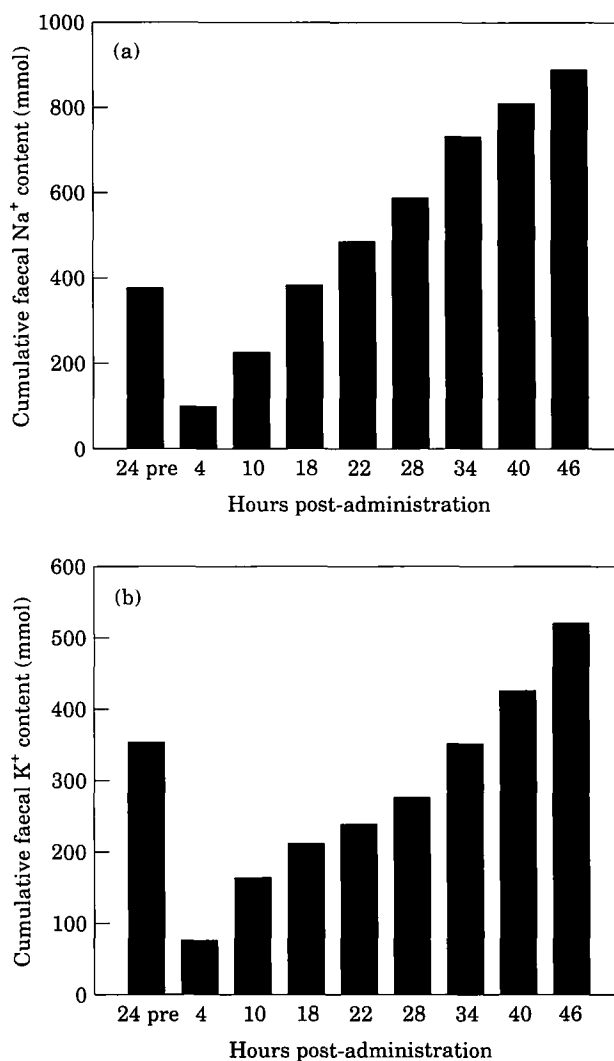 (a)
Cumulative faecal Na⁺ content (mmol)
1000
800
600
400
200
0
24 pre 4 10 18 22 28 34 40 46
Hours post-administration
(b)
Cumulative faecal K⁺ content (mmol)
600
500
400
300
200
100
0
24 pre 4 10 18 22 28 34 40 46
Hours post-administration